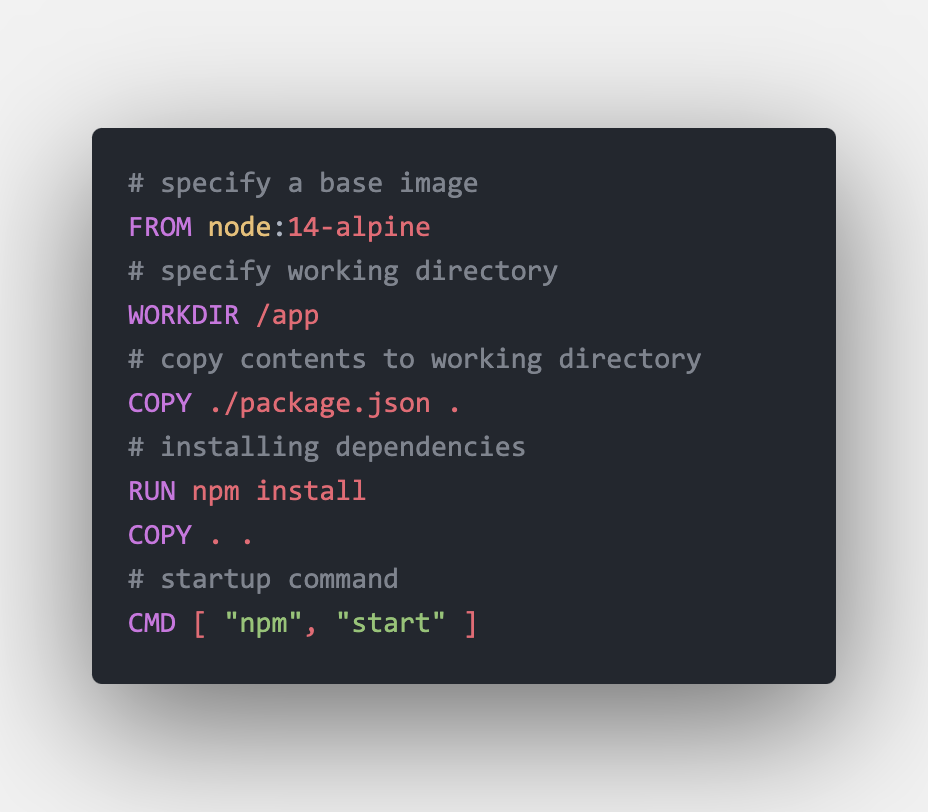 # specify a base image
FROM node:14-alpine
# specify working directory
WORKDIR /app
# copy contents to working directory
COPY ./package.json .
# installing dependencies
RUN npm install
COPY . .
# startup command
CMD [ "npm", "start" ]